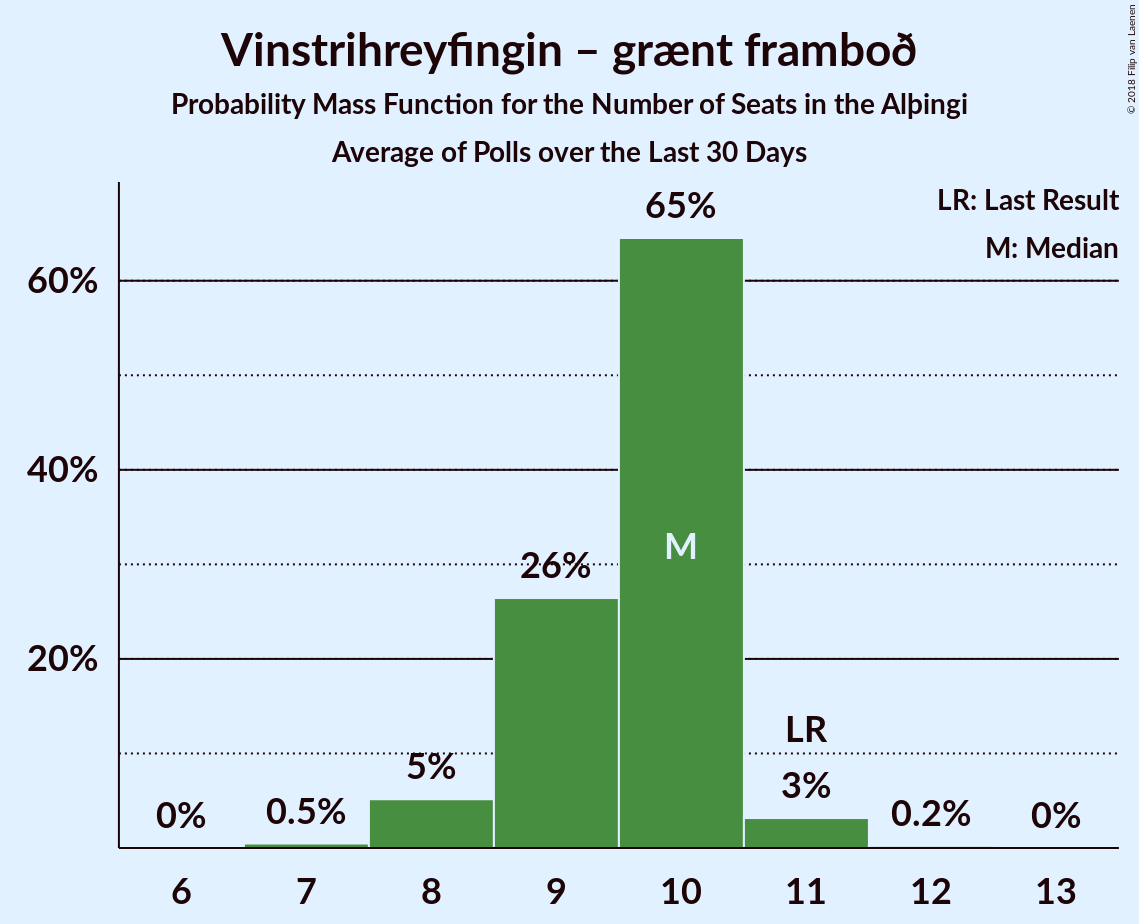 Vinstrihreyfingin – grænt framboð
Probability Mass Function for the Number of Seats in the Alþingi
Average of Polls over the Last 30 Days
© 2018 Filip van Laenen
LR: Last Result
M: Median
65%
60%
40%
M
26%
20%
LR
5%
3%
0%
0.5%
0.2%
0%
6
7
8
9
10
11
12
13